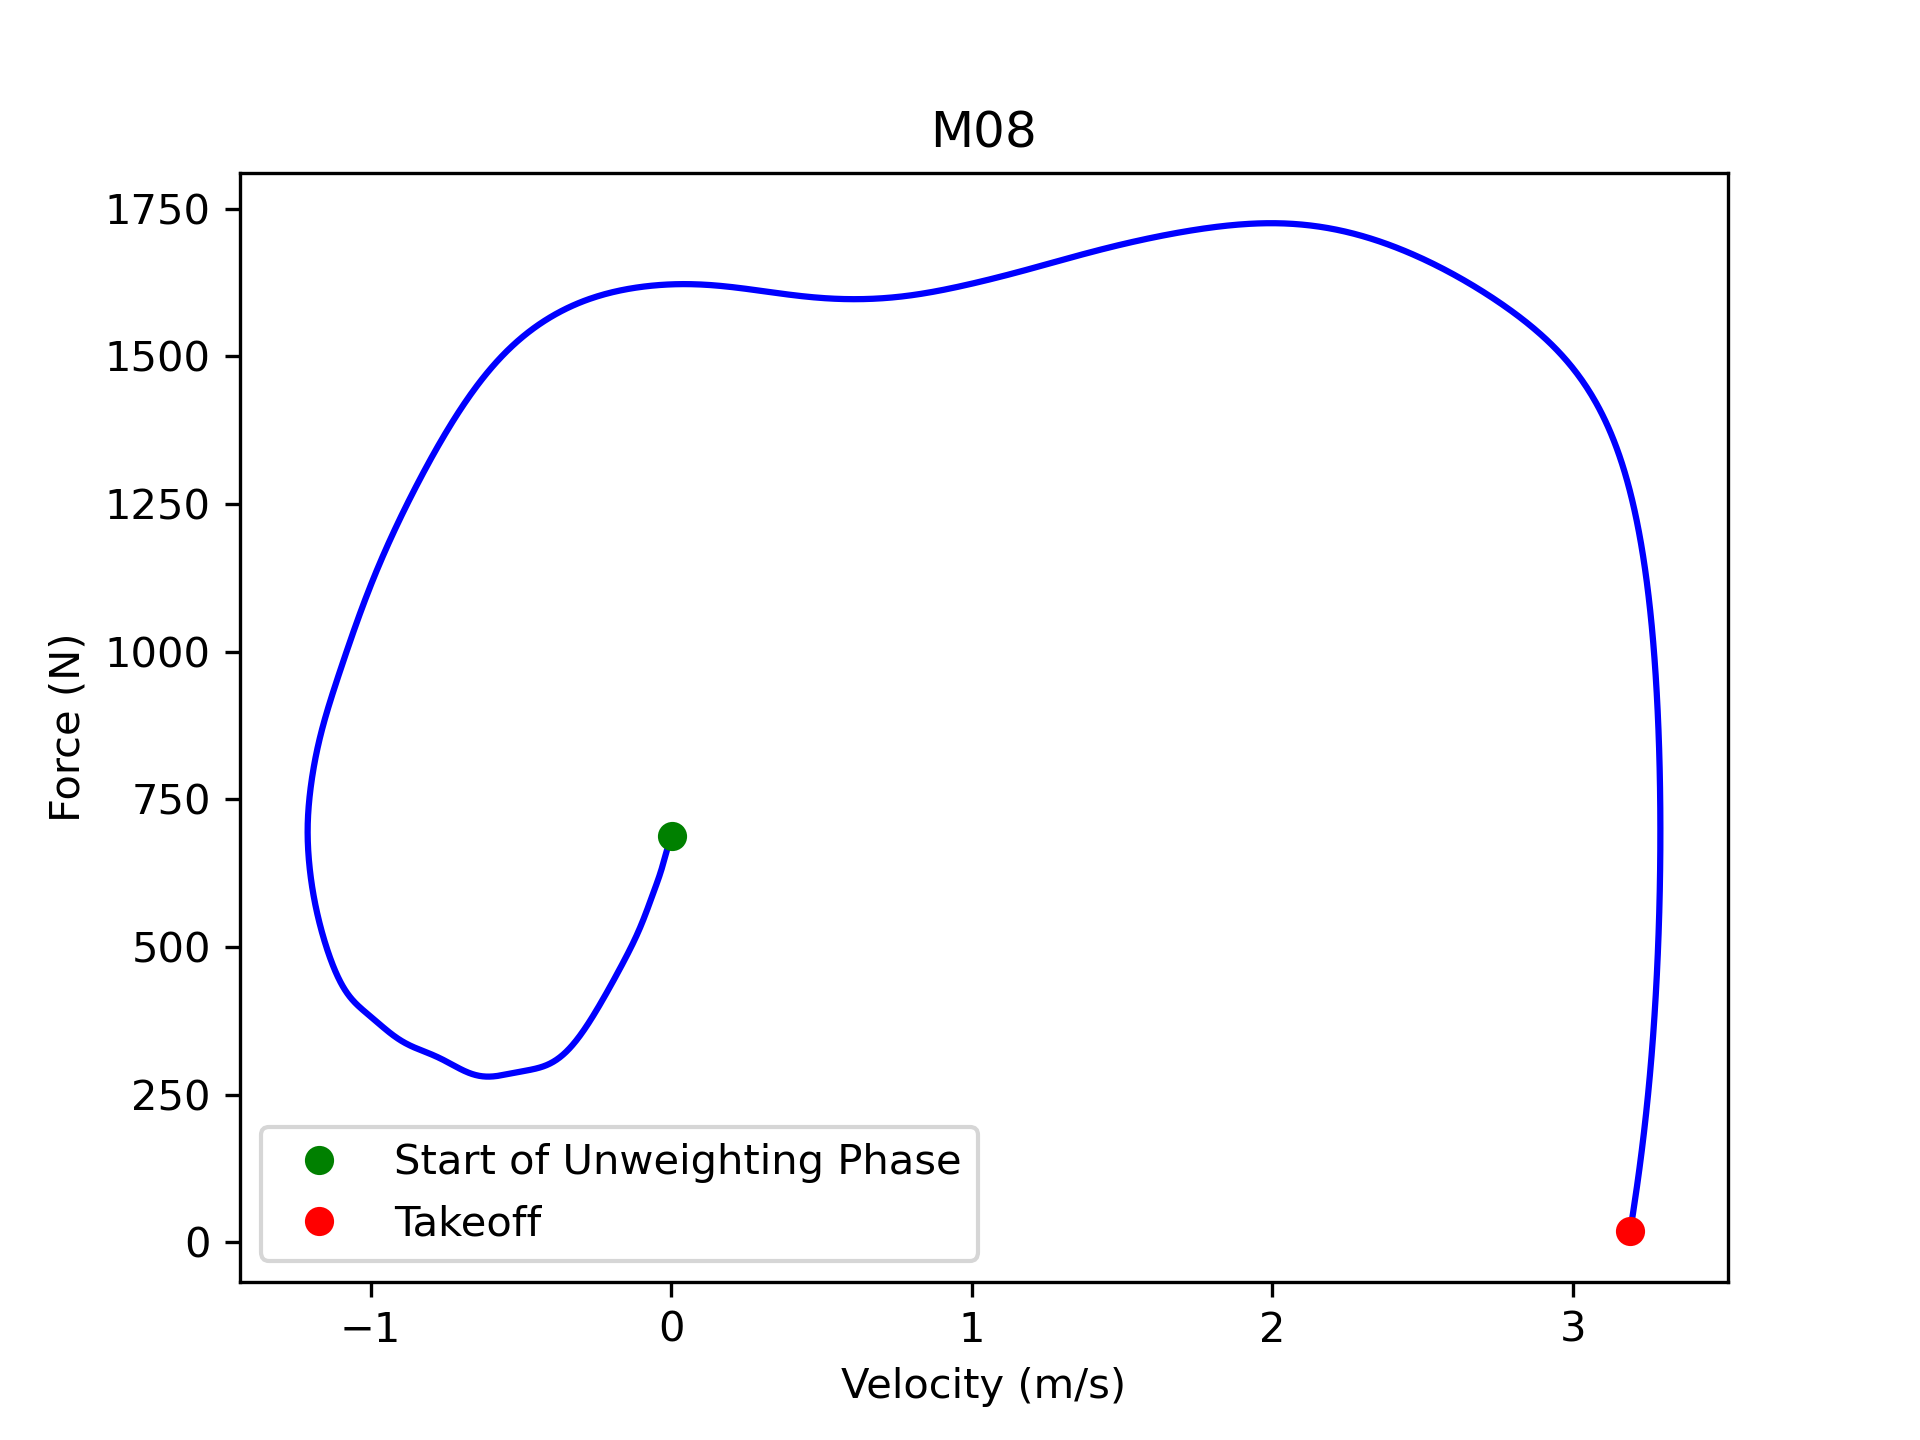 M08
1750
1500
1250
1000
750
500
250
0
Force (N)
Start of Unweighting Phase
Takeoff
−1 0 1 2 3
Velocity (m/s)